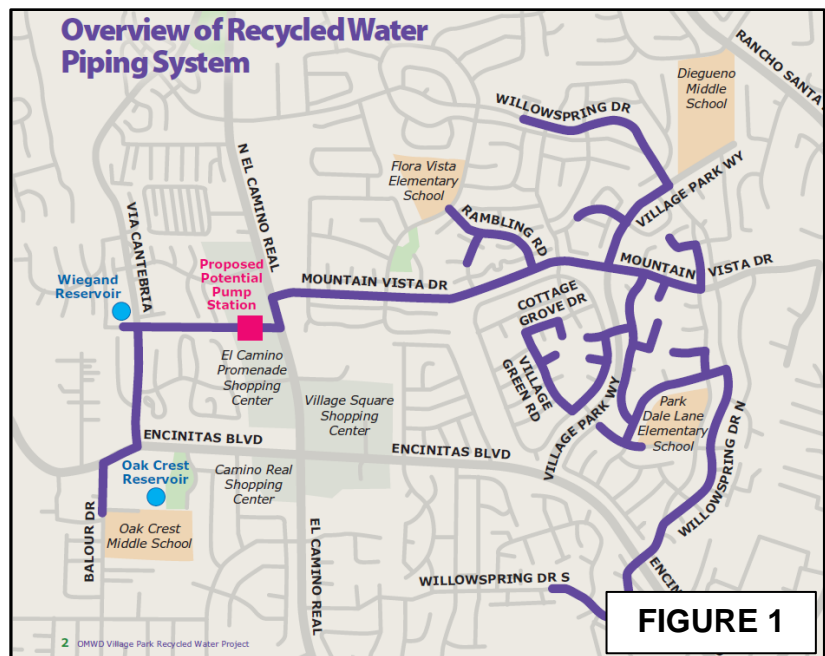 Overview of Recycled Water
Piping System
RANCHO SANTA
Diegueno
Middle
School
WILLOWSPRING DR
N EL CAMINO REAL
Flora Vista
Elementary
School
VILLAGE PARK WY
VIA CANTEBRIA
RAMBLING RD
Proposed
Potential
Pump
Station
MOUNTAIN VISTA DR
MOUNTAIN VISTA DR
Wiegand
Reservoir
COTTAGE
GROVE DR
El Camino
Promenade
Shopping
Center
VILLAGE
GREEN RD
Village Square
Shopping
Center
VILLAGE PARK WY
Park
Dale Lane
Elementary
School
ENCINITAS BLVD
ENCINITAS BLVD
WILLOWSPRING DR N
Oak Crest
Reservoir
Camino Real
Shopping
Center
BALOUR DR
Oak Crest
Middle School
EL CAMINO REAL
WILLOWSPRING DR S
ENCIN
FIGURE 1
2 OMWD Village Park Recycled Water Project